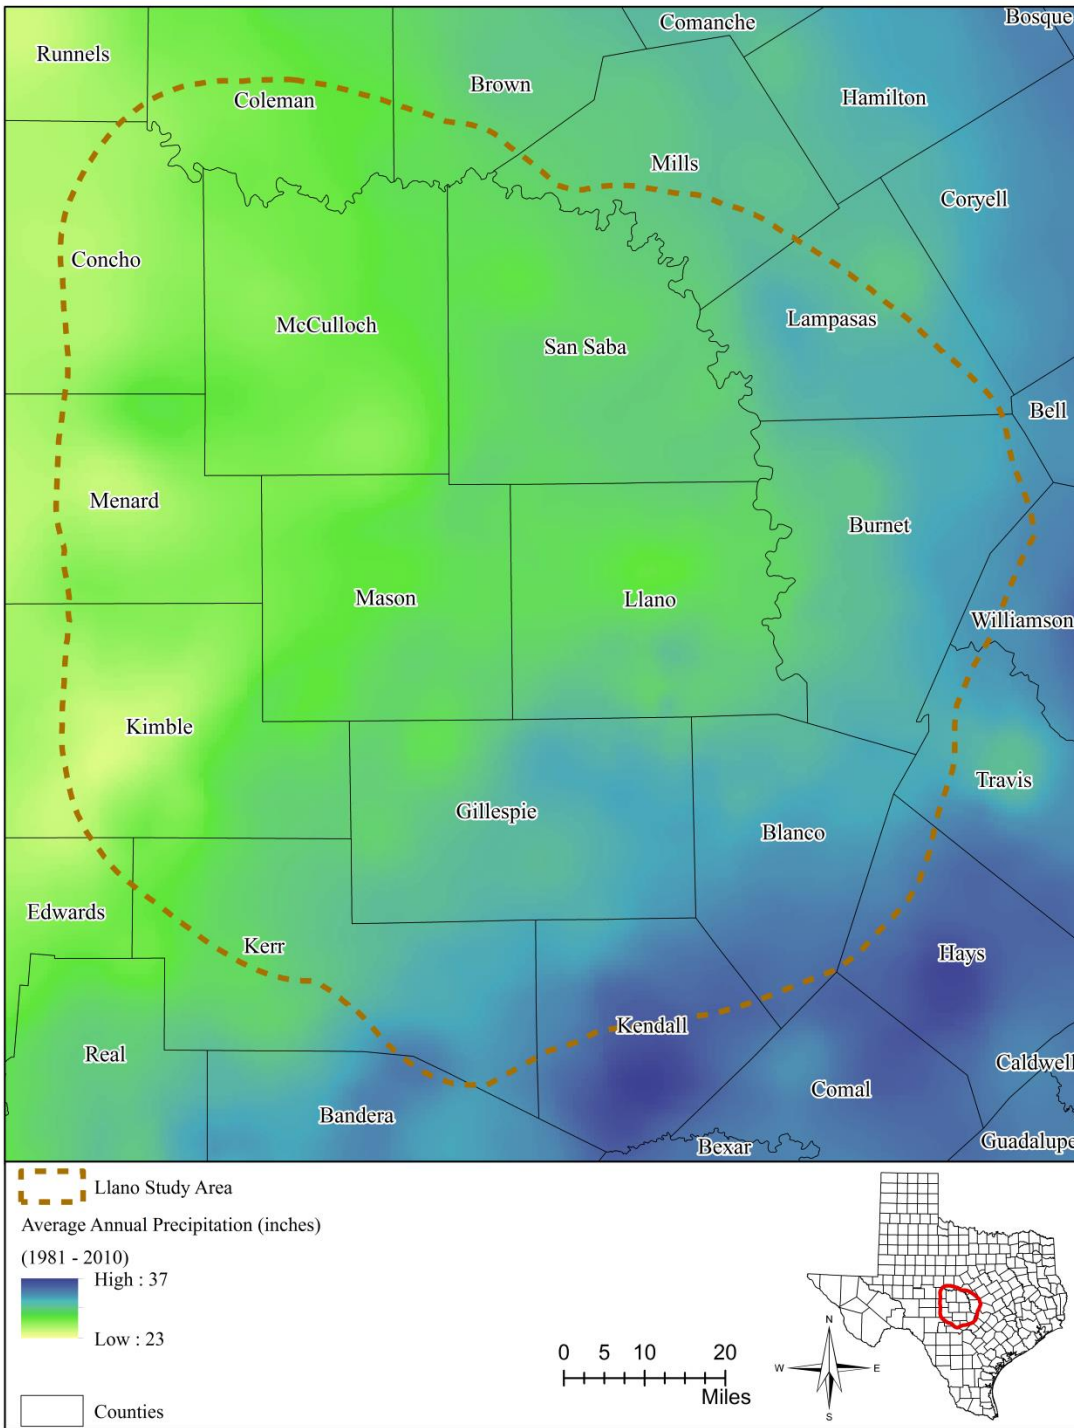 Comanche
Bosque
Runnels
Brown
Coleman
Hamilton
Mills
Coryell
Concho
McCulloch
San Saba
Lampasas
Bell
Menard
Burnet
Mason
Llano
Williamson
Kimble
Travis
Gillespie
Blanco
Edwards
Kerr
Hays
Kendall
Real
Caldwell
Comal
Bandera
Bexar
Guadalupe
Llano Study Area
Average Annual Precipitation (inches)
(1981 - 2010)
High : 37
Low : 23
Counties
0 5 10 20
Miles
N
W E
S